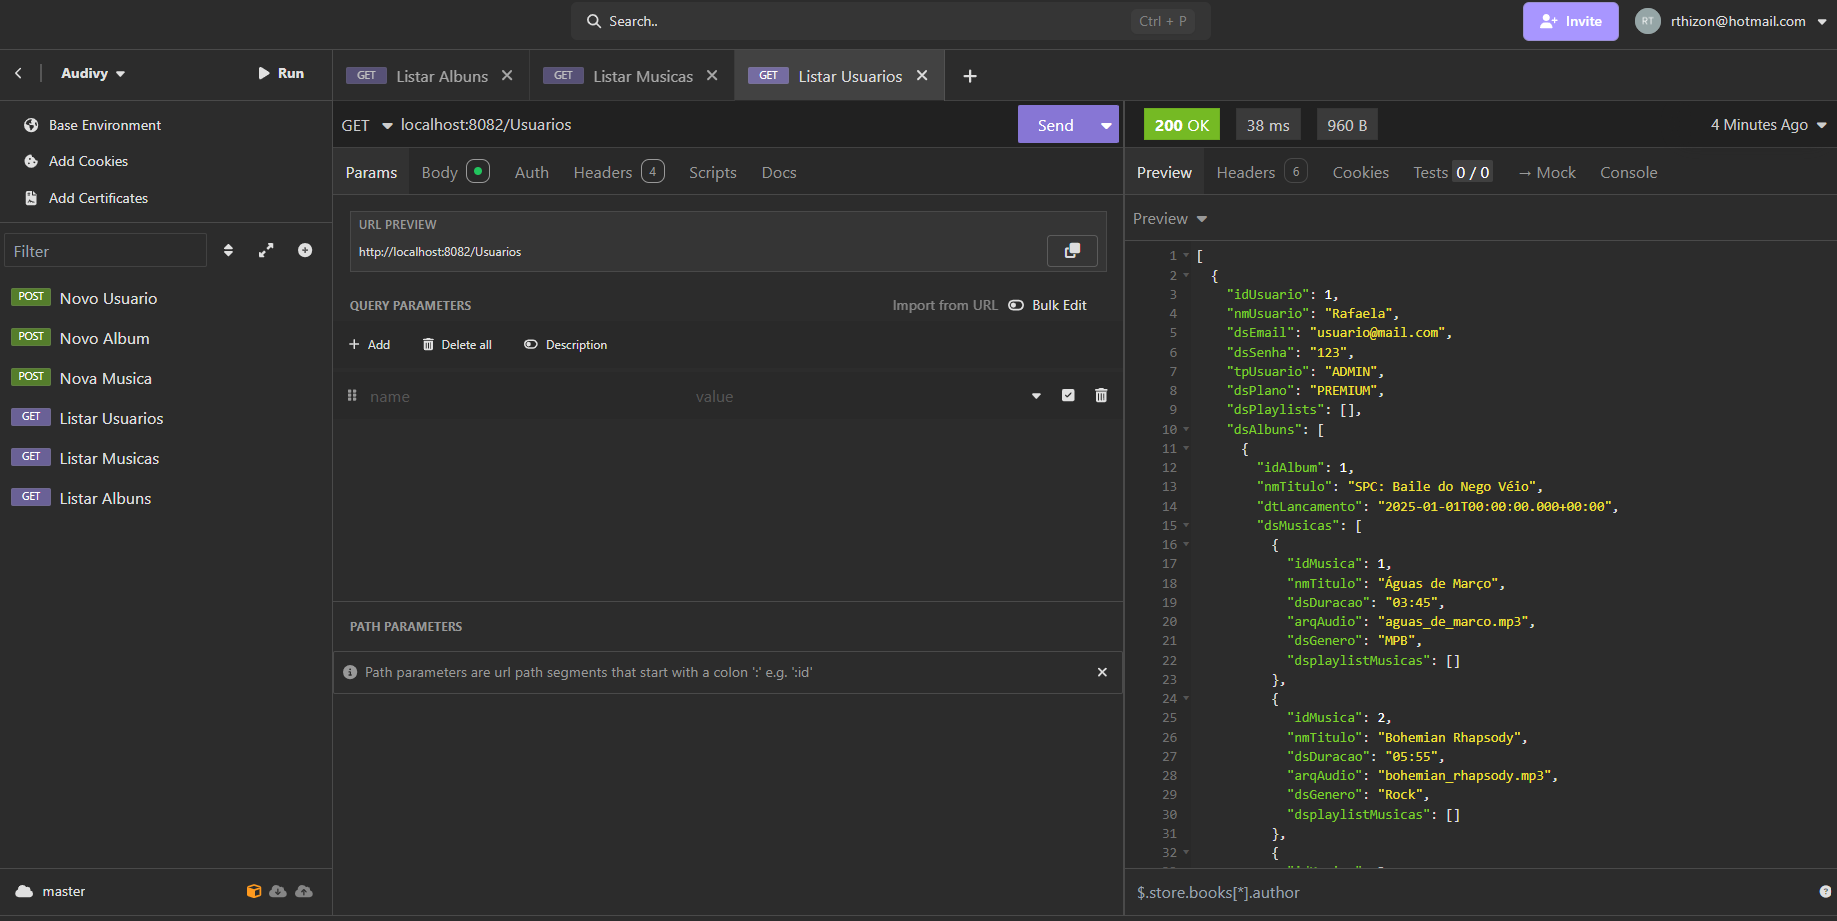 Search..
Ctrl + P
Invite
RT
rthizon@hotmail.com
Audivy
Run
GET Listar Albuns
GET Listar Musicas
GET Listar Usuarios
Base Environment
Add Cookies
Add Certificates
Filter
POST Novo Usuario
POST Novo Album
POST Nova Musica
GET Listar Usuarios
GET Listar Musicas
GET Listar Albuns
master
GET localhost:8082/Usuarios
Send
Params Body Auth Headers 4 Scripts Docs
URL PREVIEW
http://localhost:8082/Usuarios
QUERY PARAMETERS
Import from URL Bulk Edit
Add Delete all Description
name value
PATH PARAMETERS
Path parameters are url path segments that start with a colon ':' e.g. ':id'
200 OK 38 ms 960 B
4 Minutes Ago
Preview Headers 6 Cookies Tests 0 / 0 → Mock Console
Preview
1 [
2 {
3 "idUsuario": 1,
4 "nmUsuario": "Rafaela",
5 "dsEmail": "usuario@mail.com",
6 "dsSenha": "123",
7 "tpUsuario": "ADMIN",
8 "dsPlano": "PREMIUM",
9 "dsPlaylists": [],
10 "dsAlbuns": [
11 {
12 "idAlbum": 1,
13 "nmTitulo": "SPC: Baile do Nego Véio",
14 "dtLancamento": "2025-01-01T00:00:00.000+00:00",
15 "dsMusicas": [
16 {
17 "idMusica": 1,
18 "nmTitulo": "Águas de Março",
19 "dsDuracao": "03:45",
20 "arqAudio": "aguas_de_marco.mp3",
21 "dsGenero": "MPB",
22 "dsplaylistMusicas": []
23 },
24 {
25 "idMusica": 2,
26 "nmTitulo": "Bohemian Rhapsody",
27 "dsDuracao": "05:55",
28 "arqAudio": "bohemian_rhapsody.mp3",
29 "dsGenero": "Rock",
30 "dsplaylistMusicas": []
31 },
32 {
$.store.books[*].author